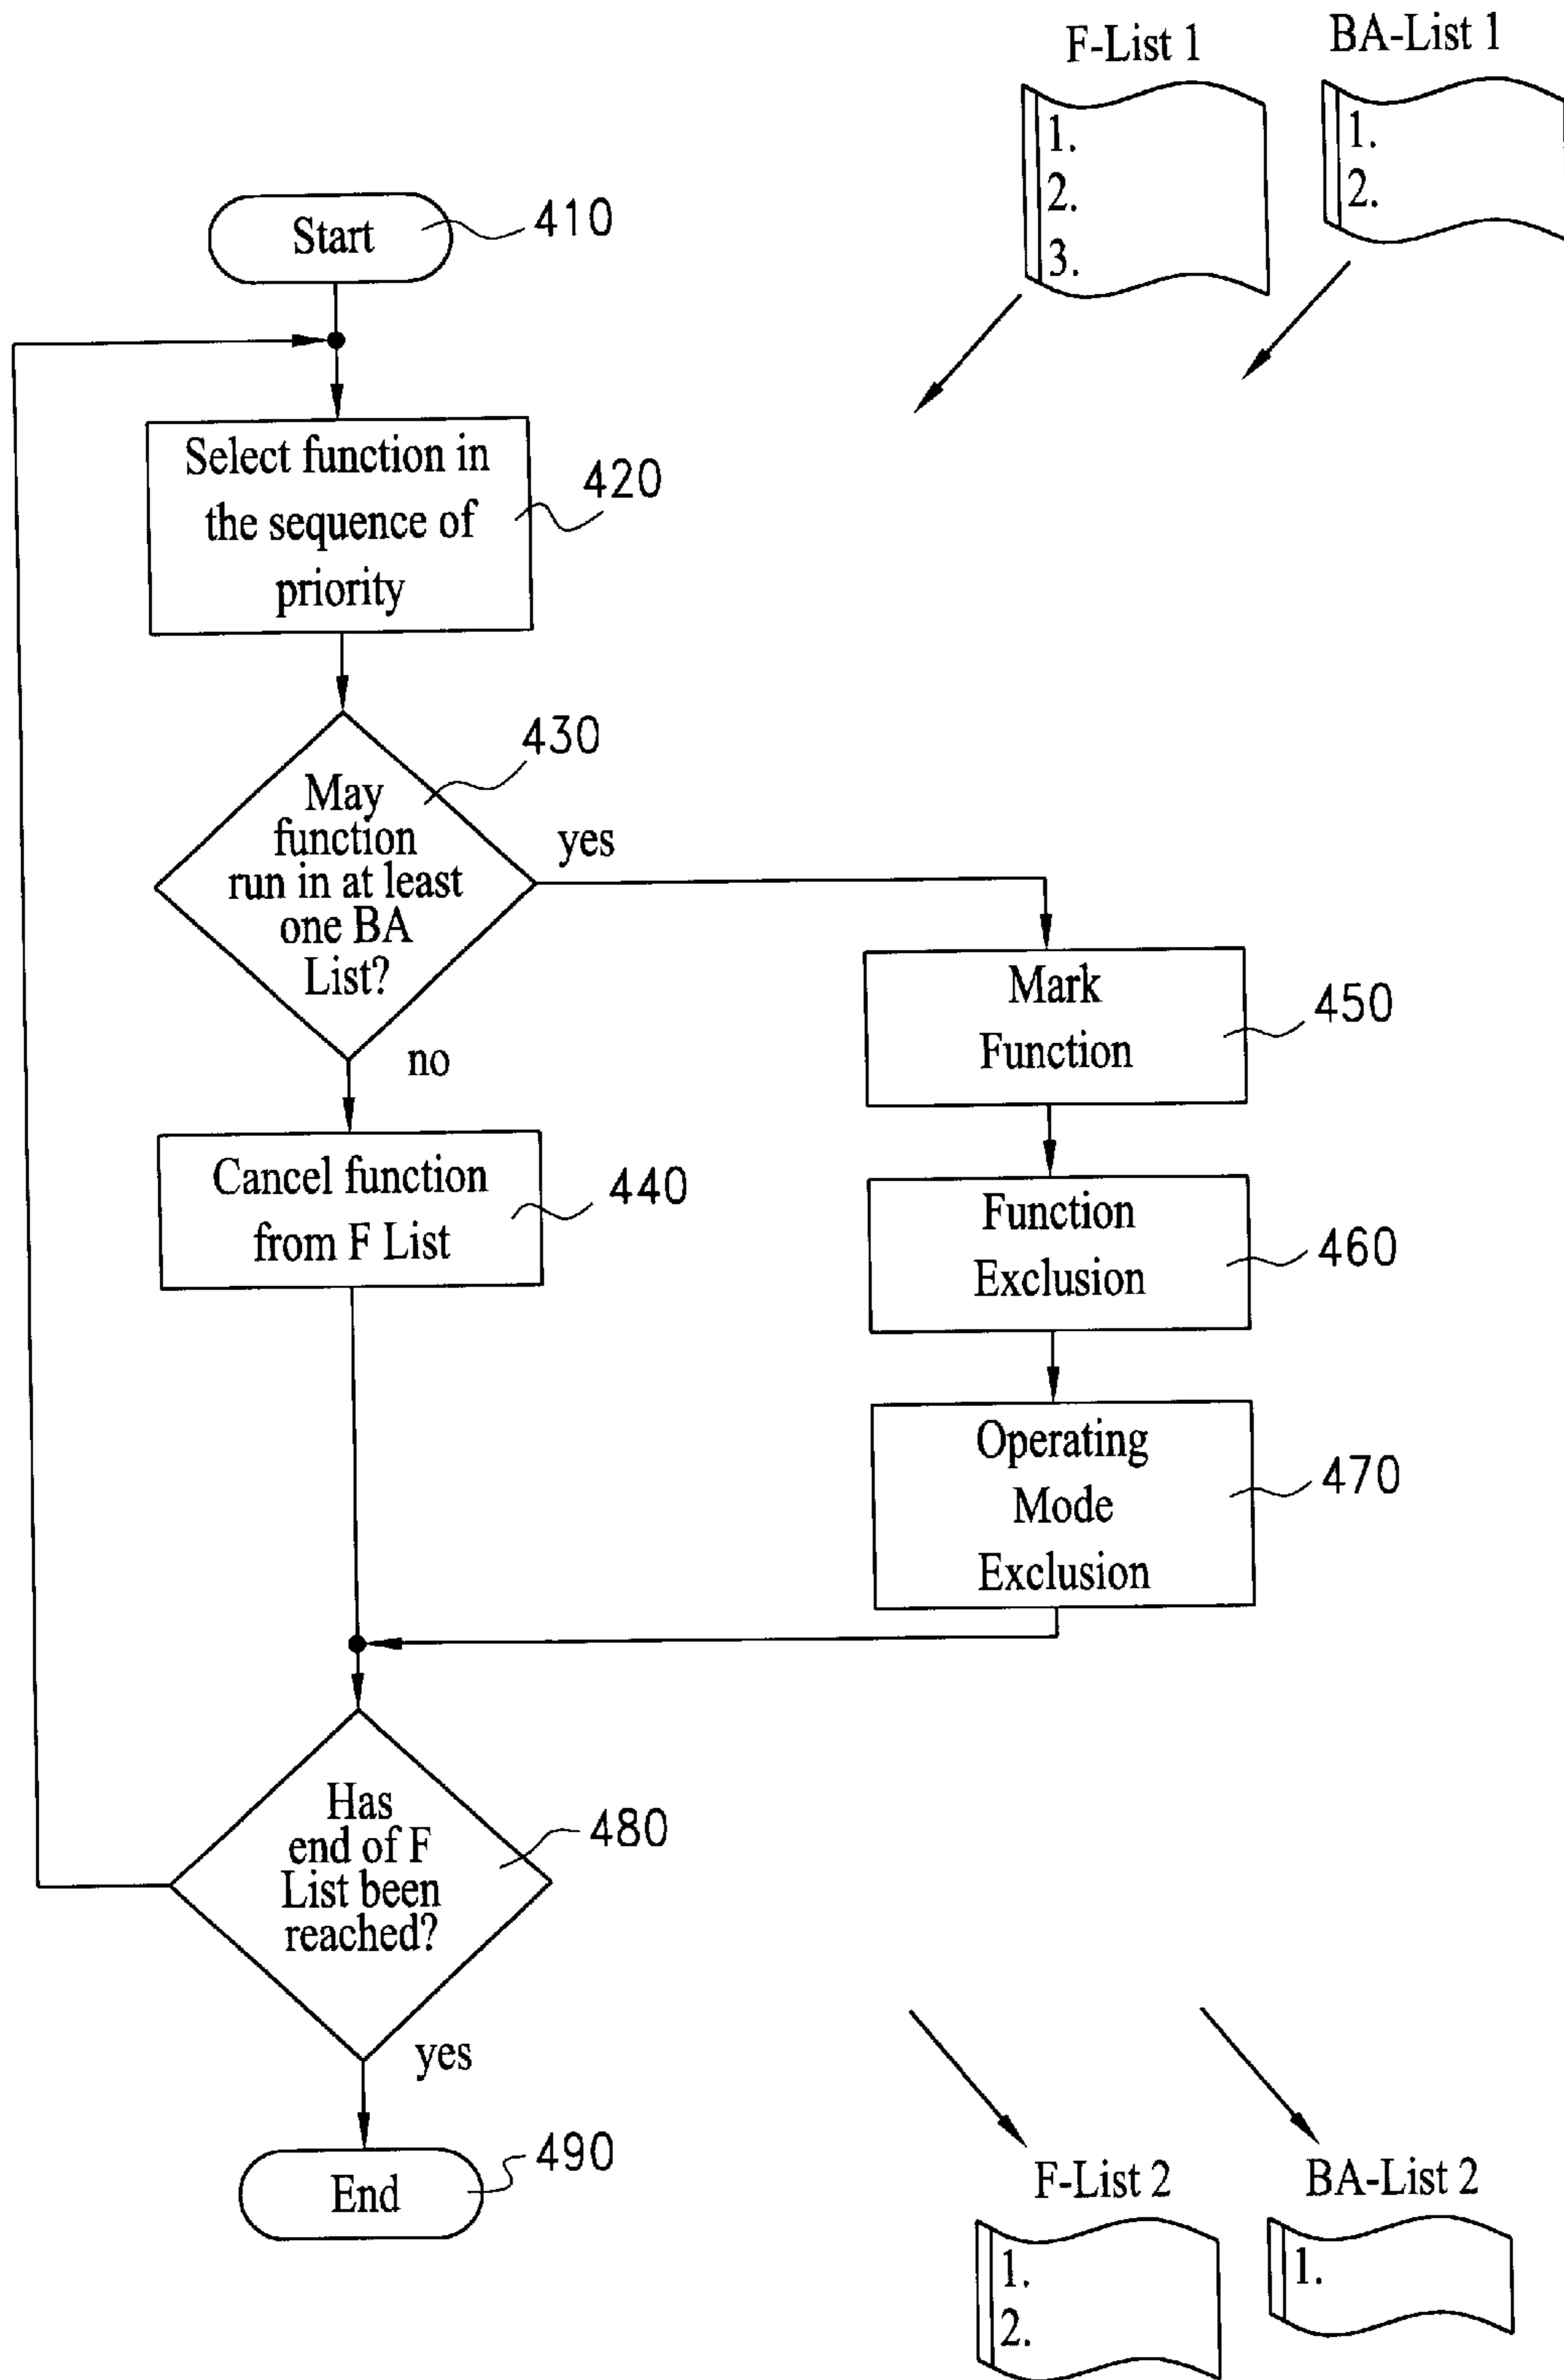 F-List 1
BA-List 1
1.
2.
3.
1.
2.
Start
410
Select function in
the sequence of
priority
420
May
function
run in at least
one BA
List?
430
yes
no
Mark
Function
450
Cancel function
from F List
440
Function
Exclusion
460
Operating
Mode
Exclusion
470
Has
end of F
List been
reached?
480
yes
End
490
F-List 2
BA-List 2
1.
2.
1.